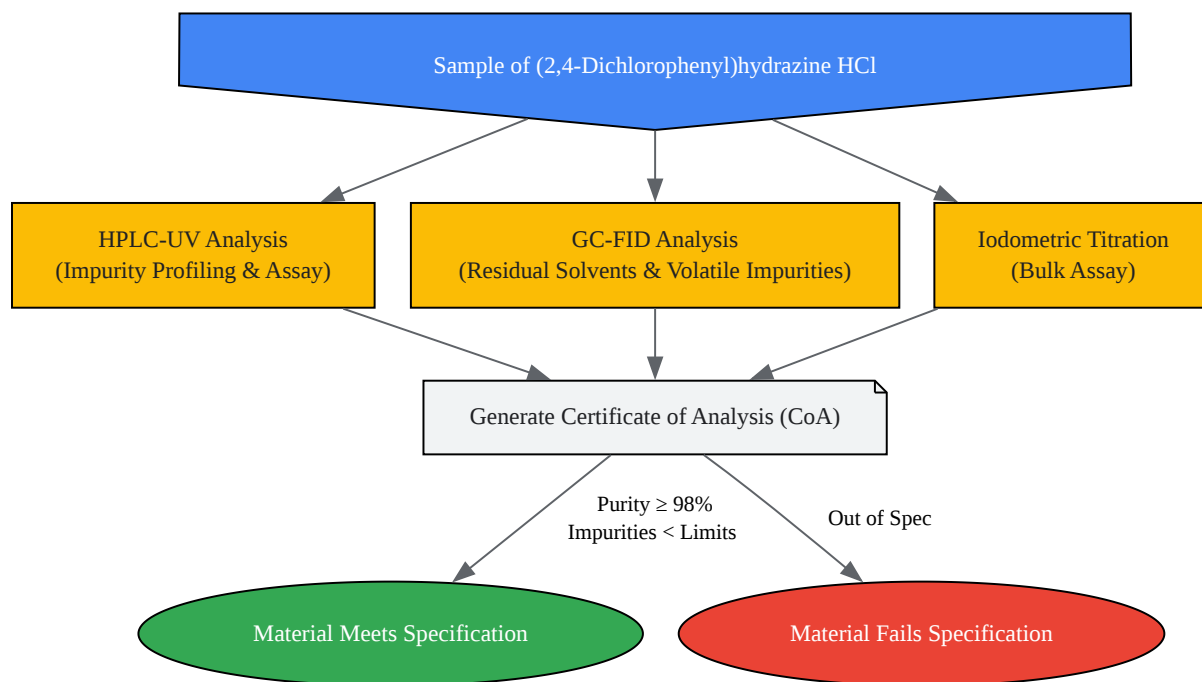 Sample of (2,4-Dichlorophenyl)hydrazine HCl
HPLC-UV Analysis
(Impurity Profiling & Assay)
GC-FID Analysis
(Residual Solvents & Volatile Impurities)
Iodometric Titration
(Bulk Assay)
Generate Certificate of Analysis (CoA)
Purity ≥ 98%
Impurities < Limits
Out of Spec
Material Meets Specification
Material Fails Specification